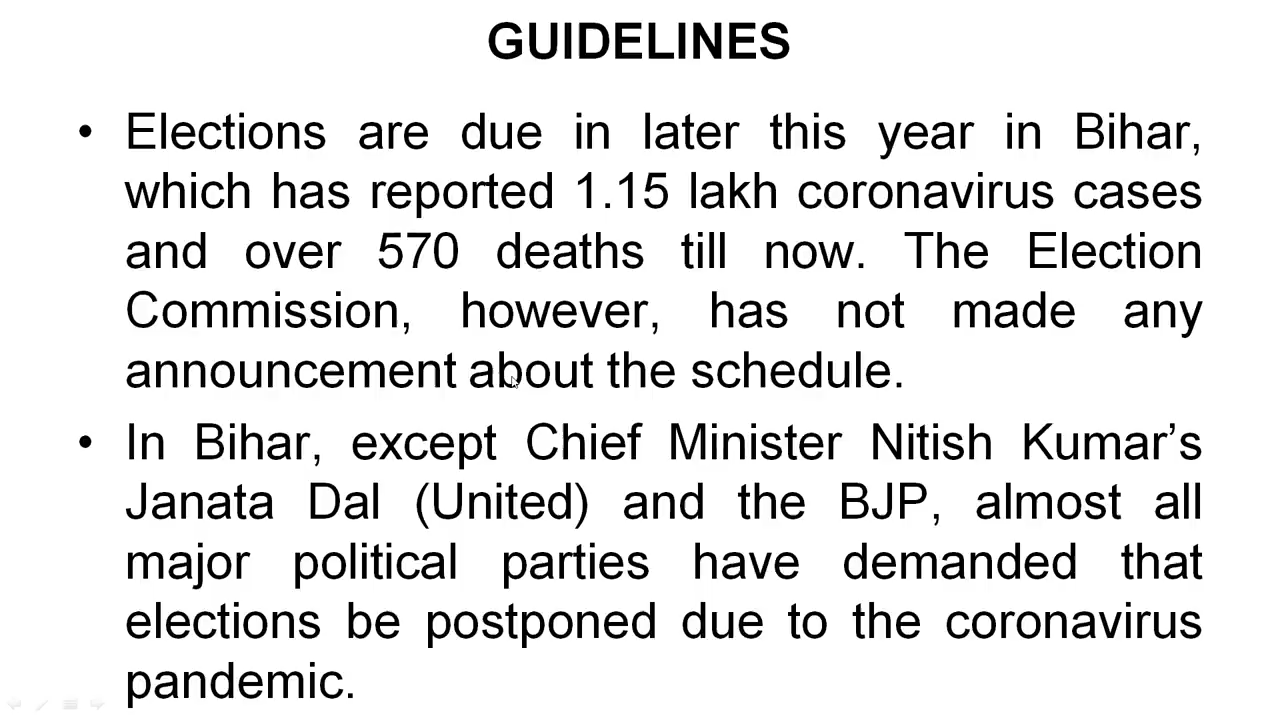 GUIDELINES
• Elections are due in later this year in Bihar,
which has reported 1.15 lakh coronavirus cases
and over 570 deaths till now. The Election
Commission, however, has not made any
announcement about the schedule.
• In Bihar, except Chief Minister Nitish Kumar’s
Janata Dal (United) and the BJP, almost all
major political parties have demanded that
elections be postponed due to the coronavirus
pandemic.